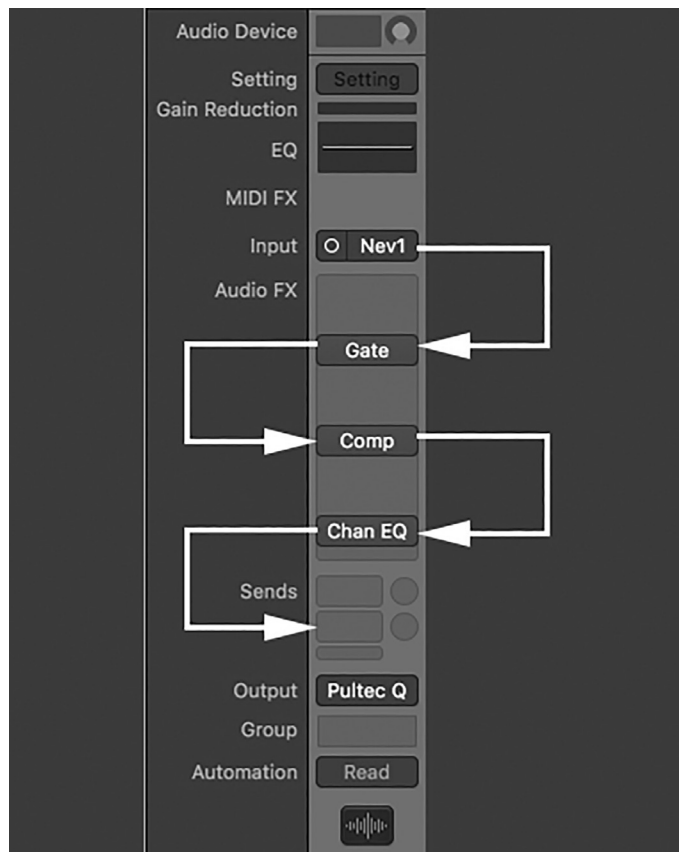 Audio Device
Setting Setting
Gain Reduction
EQ
MIDI FX
Input Nev1
Audio FX
Gate
Comp
Chan EQ
Sends
Output Pultec Q
Group
Automation Read